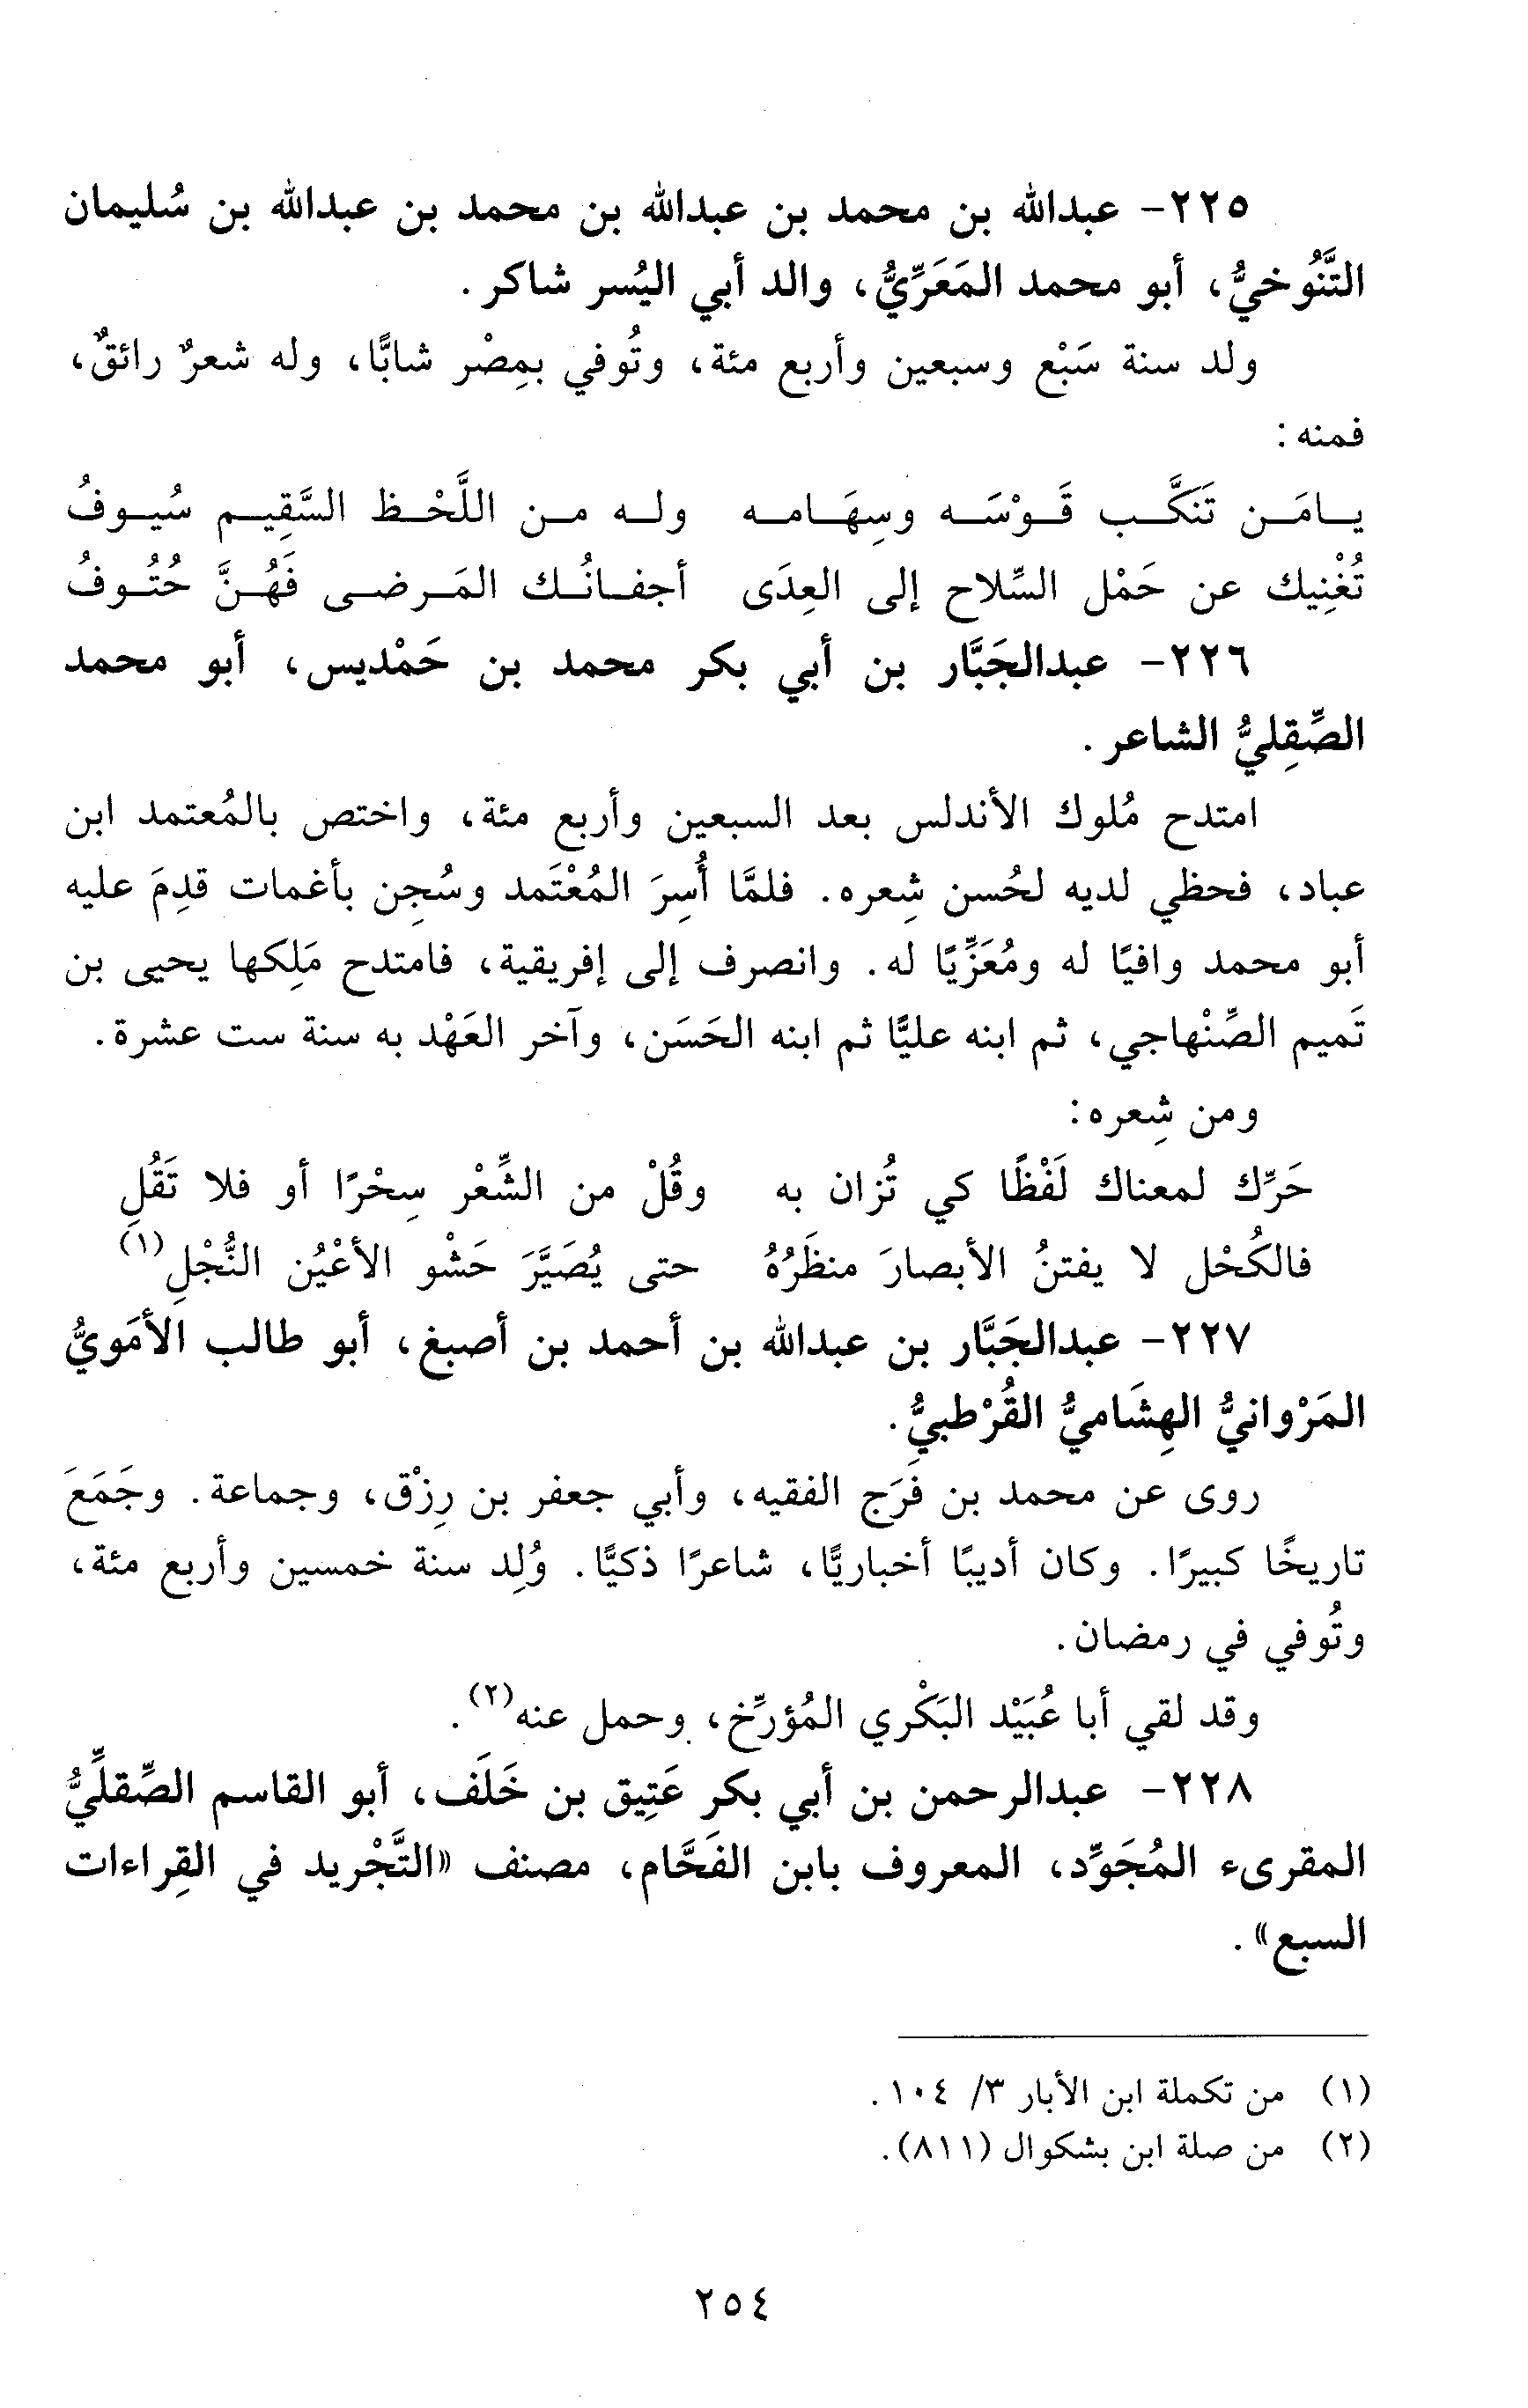 ٢٢٥- عبدالله بن محمد بن عبدالله بن محمد بن عبدالله بن سُليمان
التَّنُوخيُّ، أبو محمد المَعَرِّيُّ، والد أبي اليُسر شاكر.
ولد سنة سَبْع وسبعين وأربع مئة، وتُوفي بمِصْر شابًّا، وله شعرٌ رائقٌ،
فمنه:
يـامَـن تَنَكَّـب قَـوْسَـه وسِهَـامـه ولـه مـن اللَّحْـظ السَّقِيـم سُيـوفُ
تُغْنِيك عن حَمْل السِّلاح إلى العِدَى أجفـانُـك المَـرضـى فَهُـنَّ حُتُـوفُ
٢٢٦- عبدالجَبَّار بن أبي بكر محمد بن حَمْديس، أبو محمد
الصِّقِليُّ الشاعر.
امتدح مُلوك الأندلس بعد السبعين وأربع مئة، واختص بالمُعتمد ابن
عباد، فحظي لديه لحُسن شِعره. فلمَّا أُسِرَ المُعْتَمد وسُجِن بأغمات قدِمَ عليه
أبو محمد وافيًا له ومُعَزِّيًا له. وانصرف إلى إفريقية، فامتدح مَلِكها يحيى بن
تَميم الصِّنْهاجي، ثم ابنه عليًّا ثم ابنه الحَسَن، وآخر العَهْد به سنة ست عشرة.
ومن شِعره:
حَرِّك لمعناك لَفْظًا كي تُزان به وقُلْ من الشِّعْر سِحْرًا أو فلا تَقُلِ
فالكُحْل لا يفتنُ الأبصارَ منظَرُهُ حتى يُصَيَّرَ حَشْو الأعْيُن النُّجْلِ(١)
٢٢٧- عبدالجَبَّار بن عبدالله بن أحمد بن أصبغ، أبو طالب الأمَويُّ
المَرْوانيُّ الهِشَاميُّ القُرْطبيُّ.
روى عن محمد بن فَرَج الفقيه، وأبي جعفر بن رِزْق، وجماعة. وجَمَعَ
تاريخًا كبيرًا. وكان أديبًا أخباريًّا، شاعرًا ذكيًّا. وُلِد سنة خمسين وأربع مئة،
وتُوفي في رمضان.
وقد لقي أبا عُبَيْد البَكْري المُؤرِّخ، وحمل عنه(٢).
٢٢٨- عبدالرحمن بن أبي بكر عَتِيق بن خَلَف، أبو القاسم الصِّقلِّيُّ
المقرىء المُجَوِّد، المعروف بابن الفَحَّام، مصنف «التَّجْريد في القِراءات
السبع».
(١) من تكملة ابن الأبار ٣/ ١٠٤.
(٢) من صلة ابن بشكوال (٨١١).
٢٥٤